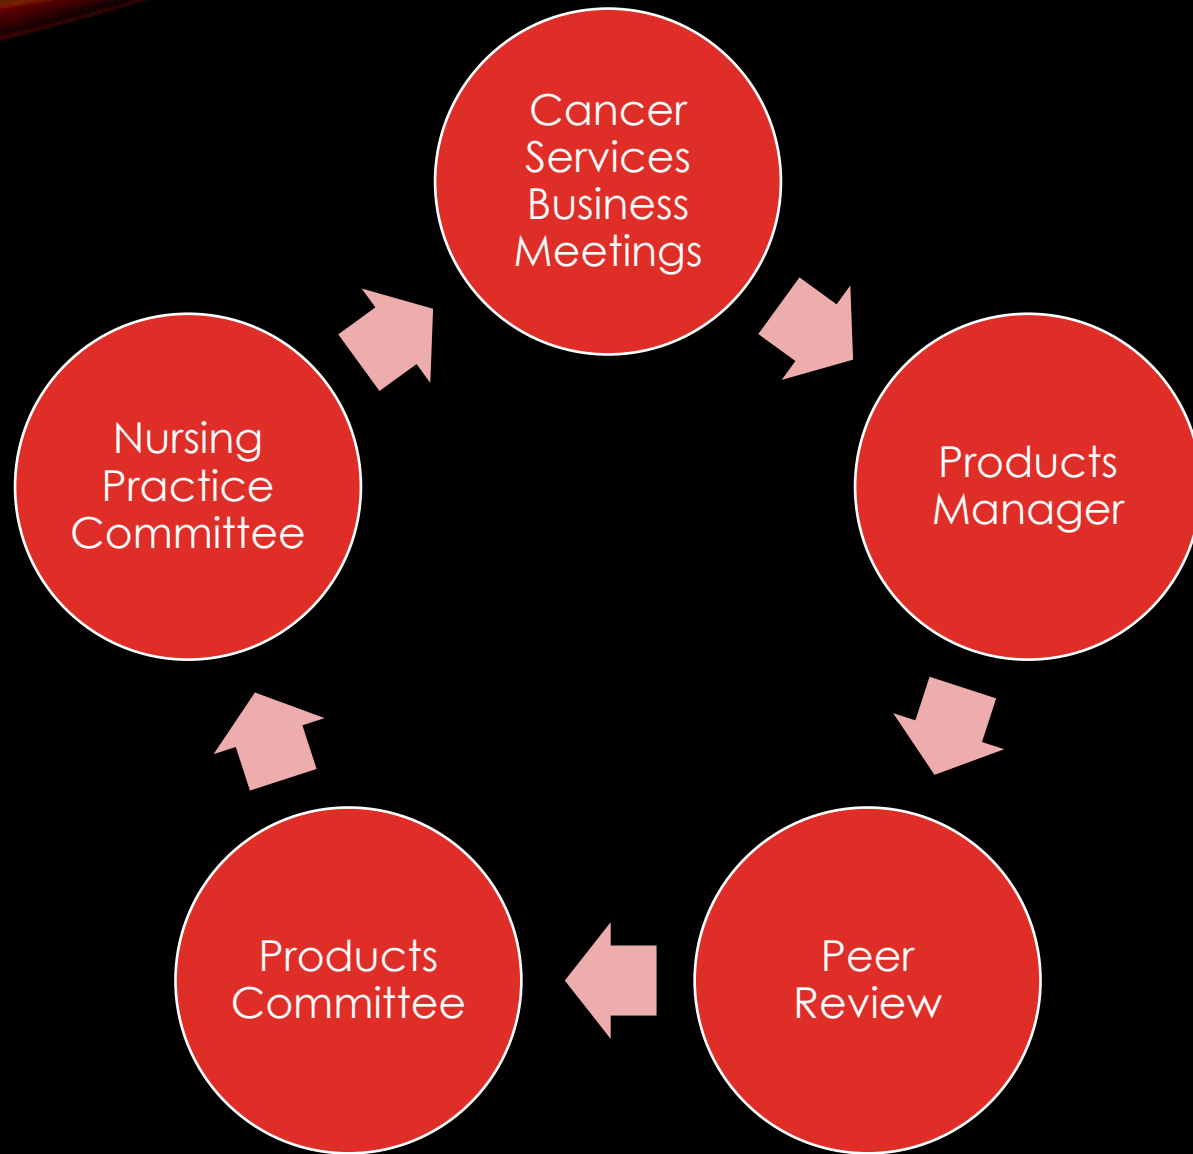 Cancer
Services
Business
Meetings
Products
Manager
Peer
Review
Products
Committee
Nursing
Practice
Committee